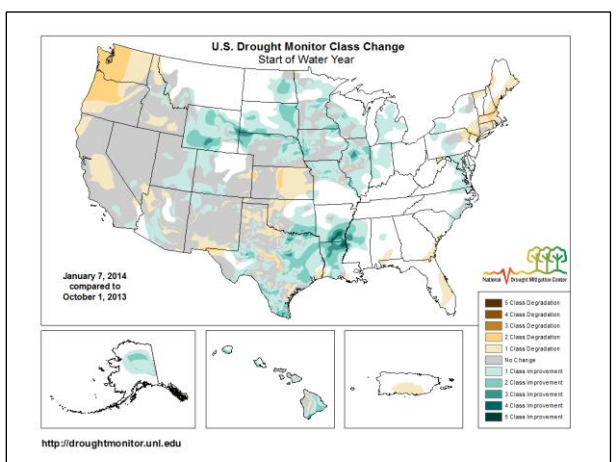 U.S. Drought Monitor Class Change
Start of Water Year
January 7, 2014
compared to
October 1, 2013
National Drought Mitigation Center
5 Class Degradation
4 Class Degradation
3 Class Degradation
2 Class Degradation
1 Class Degradation
No Change
1 Class Improvement
2 Class Improvement
3 Class Improvement
4 Class Improvement
5 Class Improvement
http://droughtmonitor.unl.edu